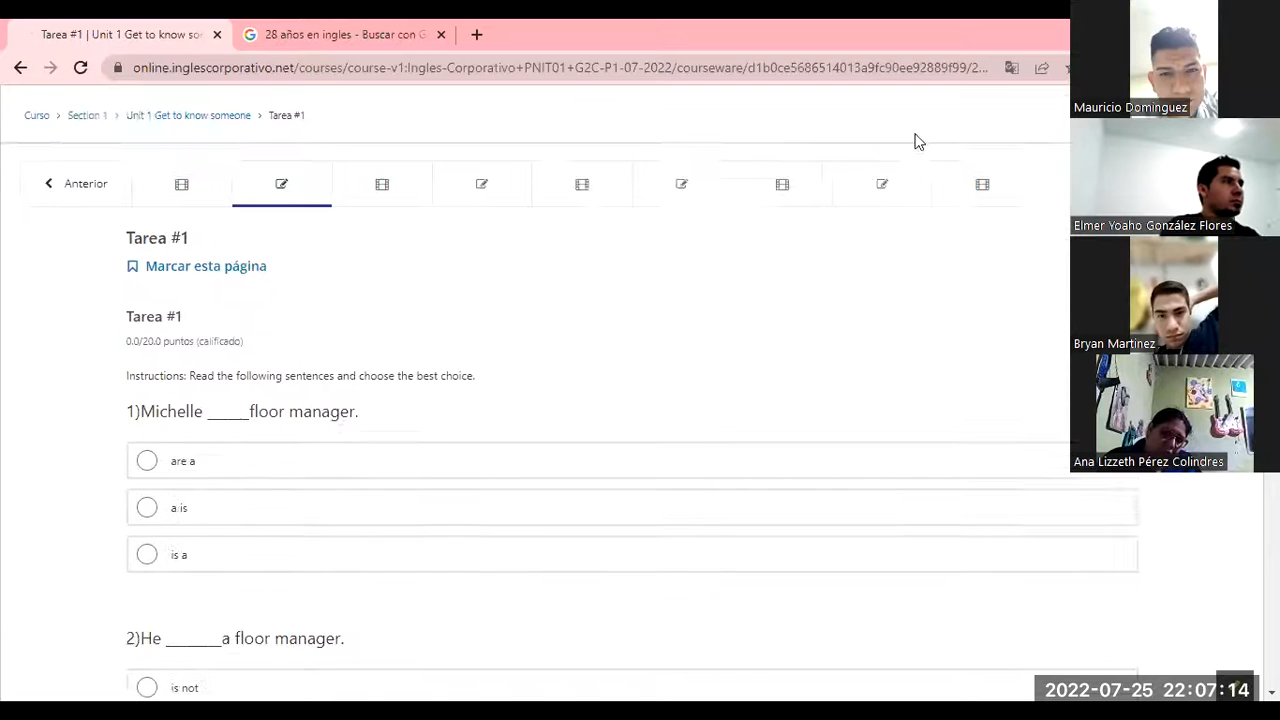 Tarea #1 | Unit 1 Get to know so
28 años en ingles - Buscar con G
online.inglescorporativo.net/courses/course-v1:Ingles-Corporativo+PNIT01+G2C-P1-07-2022/courseware/d1b0ce5686514013a9fc90ee92889f99/2...
Curso > Section 1 > Unit 1 Get to know someone > Tarea #1
Anterior
Tarea #1
Marcar esta página
Tarea #1
0.0/20.0 puntos (calificado)
Instructions: Read the following sentences and choose the best choice.
1)Michelle ______floor manager.
are a
a is
is a
2)He ________a floor manager.
is not
Mauricio Dominguez
Elmer Yoaho González Flores
Bryan Martinez
Ana Lizzeth Pérez Colindres
2022-07-25 22:07:14